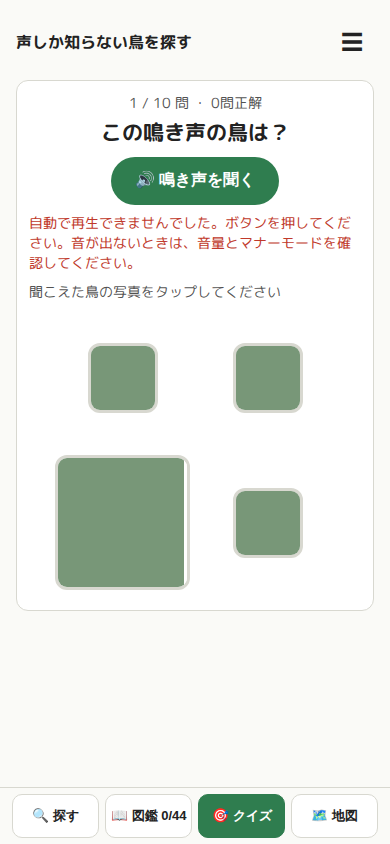 声しか知らない鳥を探す
1 / 10 問 · 0問正解
この鳴き声の鳥は？
🔊 鳴き声を聞く
自動で再生できませんでした。ボタンを押してくだ
さい。音が出ないときは、音量とマナーモードを確
認してください。
聞こえた鳥の写真をタップしてください
🔍 探す
📖 図鑑 0/44
🎯 クイズ
🗺️ 地図